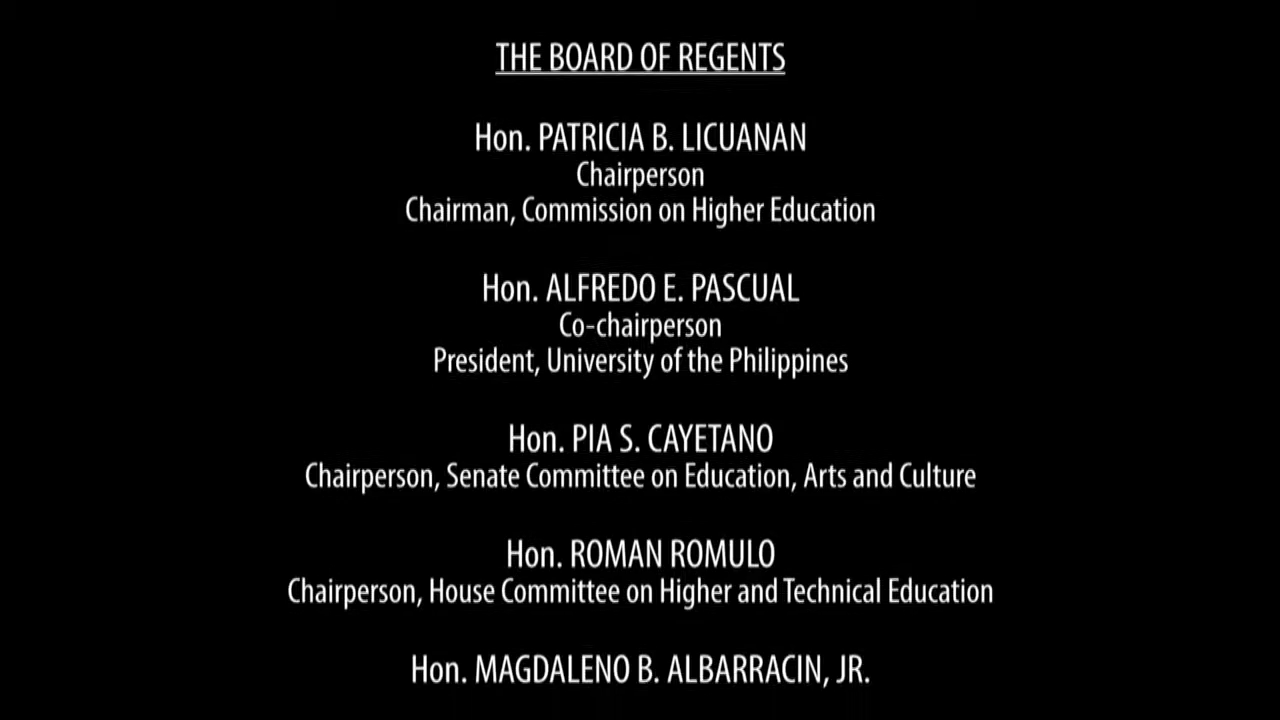 THE BOARD OF REGENTS
Hon. PATRICIA B. LICUANAN
Chairperson
Chairman, Commission on Higher Education
Hon. ALFREDO E. PASCUAL
Co-chairperson
President, University of the Philippines
Hon. PIA S. CAYETANO
Chairperson, Senate Committee on Education, Arts and Culture
Hon. ROMAN ROMULO
Chairperson, House Committee on Higher and Technical Education
Hon. MAGDALENO B. ALBARRACIN, JR.